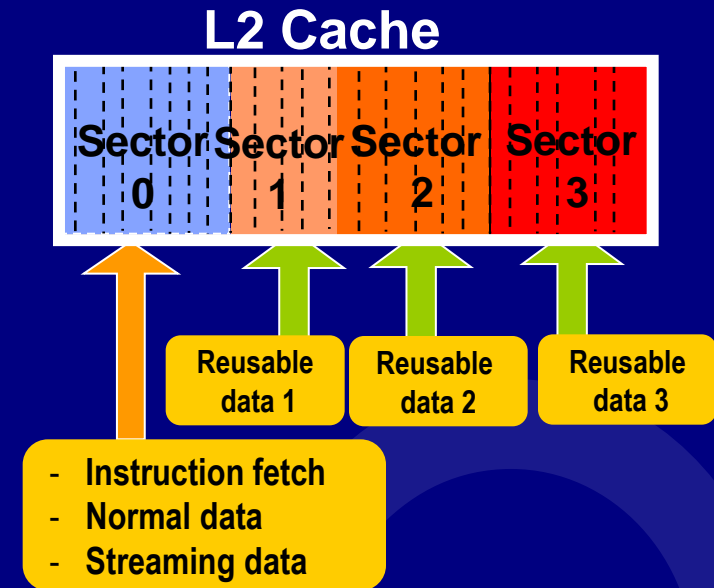 L2 Cache
Sector 0
Sector 1
Sector 2
Sector 3
Reusable
data 1
Reusable
data 2
Reusable
data 3
- Instruction fetch
- Normal data
- Streaming data